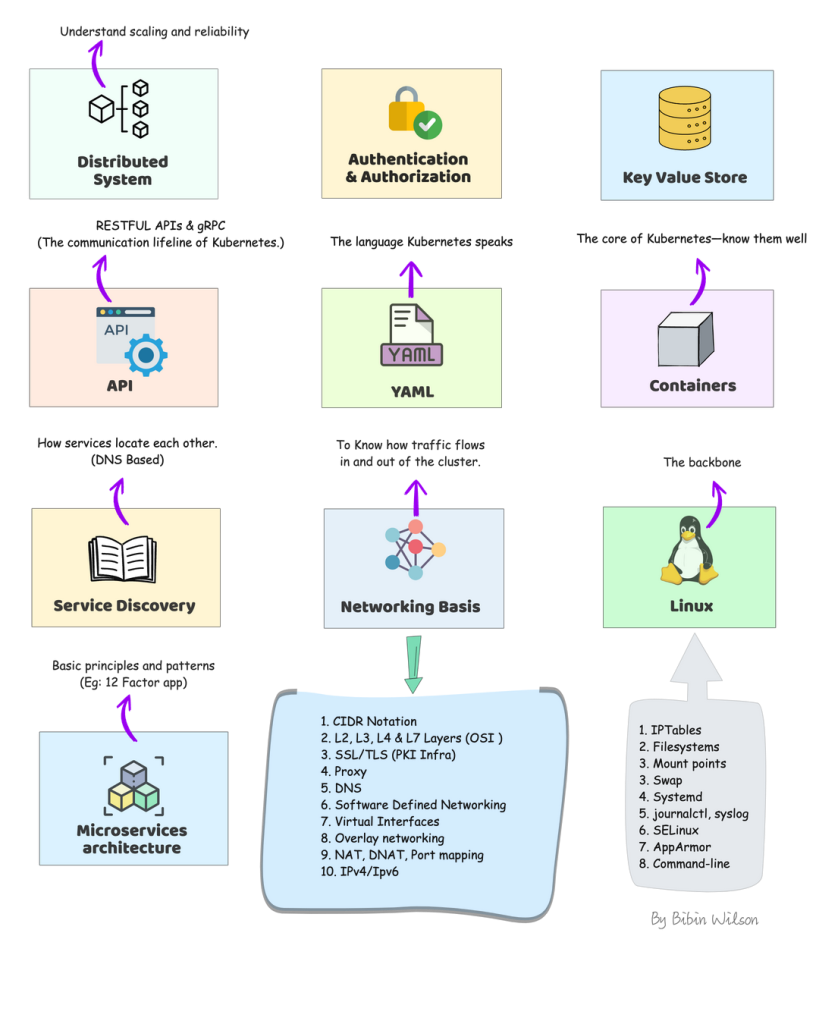 Understand scaling and reliability
Distributed
System
Authentication
& Authorization
Key Value Store
RESTFUL APIs & gRPC
(The communication lifeline of Kubernetes.)
API
API
The language Kubernetes speaks
YAML
YAML
The core of Kubernetes—know them well
Containers
How services locate each other.
(DNS Based)
Service Discovery
To Know how traffic flows
in and out of the cluster.
Networking Basis
The backbone
Linux
Basic principles and patterns
(Eg: 12 Factor app)
Microservices
architecture
1. CIDR Notation
2. L2, L3, L4 & L7 Layers (OSI )
3. SSL/TLS (PKI Infra)
4. Proxy
5. DNS
6. Software Defined Networking
7. Virtual Interfaces
8. Overlay networking
9. NAT, DNAT, Port mapping
10. IPv4/Ipv6
1. IPTables
2. Filesystems
3. Mount points
3. Swap
4. Systemd
5. journalctl, syslog
6. SELinux
7. AppArmor
8. Command-line
By Bibin Wilson